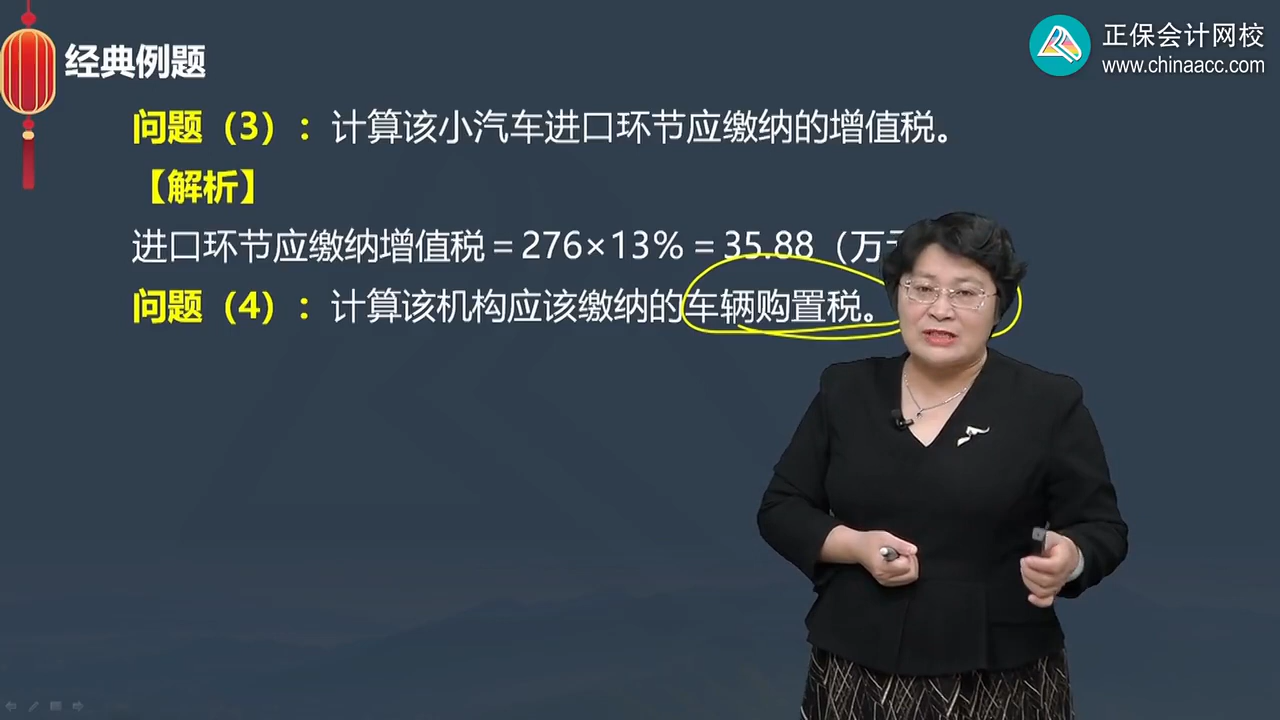 正保会计网校
www.chinaacc.com
经典例题
问题（3）：计算该小汽车进口环节应缴纳的增值税。
【解析】
进口环节应缴纳增值税＝276×13%＝35.88（万
问题（4）：计算该机构应该缴纳的车辆购置税。